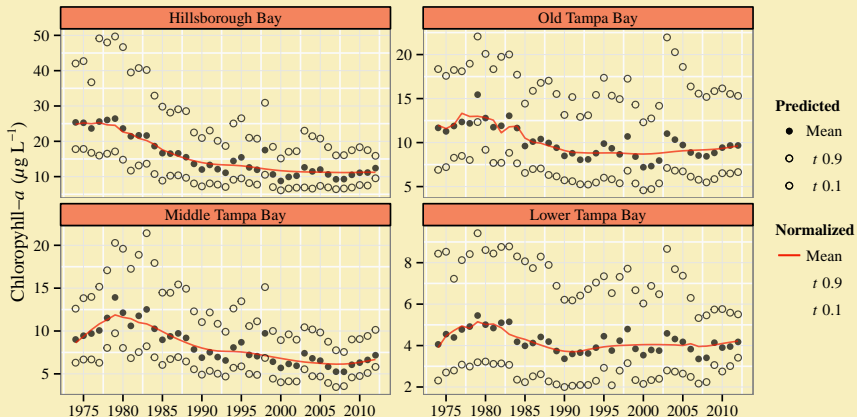 Hillsborough Bay
Old Tampa Bay
50
40
30
20
10
20
15
10
5
Middle Tampa Bay
Lower Tampa Bay
20
15
10
5
8
6
4
2
1975 1980 1985 1990 1995 2000 2005 2010
1975 1980 1985 1990 1995 2000 2005 2010
Chloropyhll−a (µg L⁻¹)
Predicted
Mean
t 0.9
t 0.1
Normalized
Mean
t 0.9
t 0.1